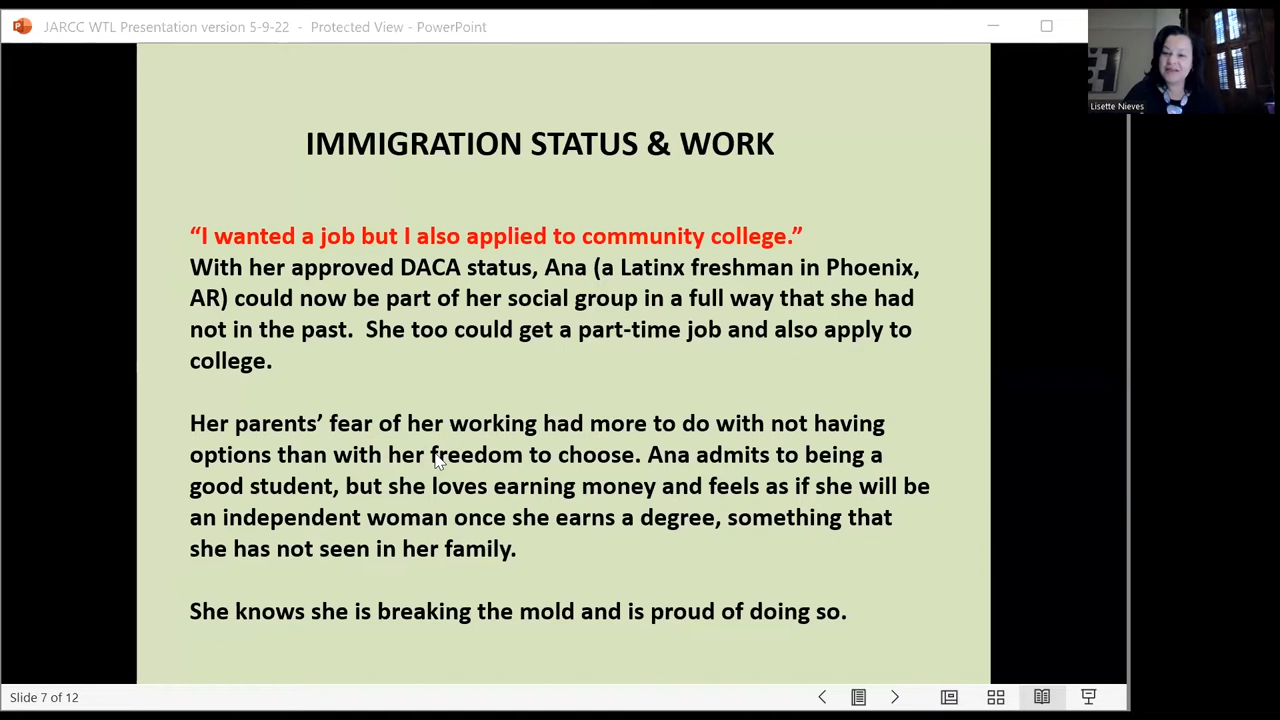 JARCC WTL Presentation version 5-9-22 - Protected View - PowerPoint
Lisette Nieves
IMMIGRATION STATUS & WORK
“I wanted a job but I also applied to community college.”
With her approved DACA status, Ana (a Latinx freshman in Phoenix,
AR) could now be part of her social group in a full way that she had
not in the past.  She too could get a part-time job and also apply to
college.
Her parents’ fear of her working had more to do with not having
options than with her freedom to choose. Ana admits to being a
good student, but she loves earning money and feels as if she will be
an independent woman once she earns a degree, something that
she has not seen in her family.
She knows she is breaking the mold and is proud of doing so.
Slide 7 of 12